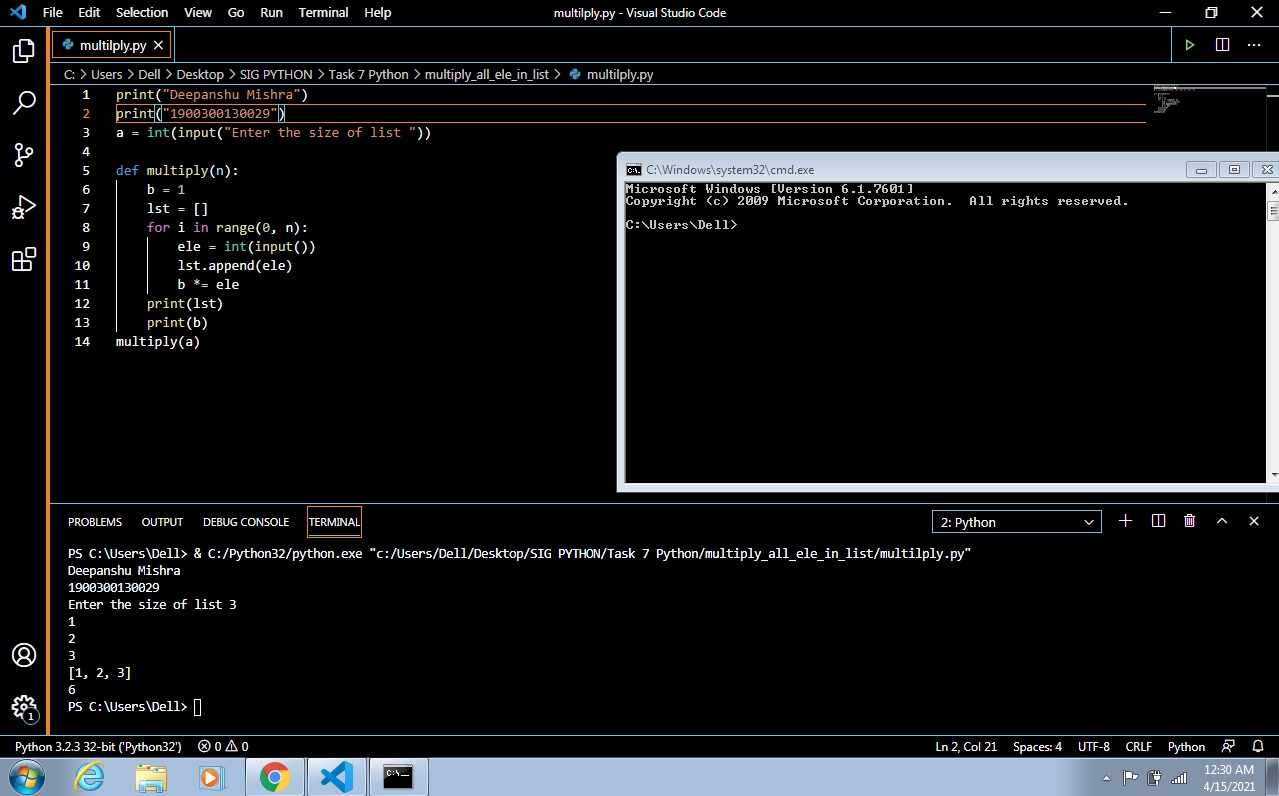 File Edit Selection View Go Run Terminal Help multilply.py - Visual Studio Code
multilply.py
C: > Users > Dell > Desktop > SIG PYTHON > Task 7 Python > multiply_all_ele_in_list > multilply.py
1 print("Deepanshu Mishra")
2 print("1900300130029")
3 a = int(input("Enter the size of list "))
4
5 def multiply(n):
6 b = 1
7 lst = []
8 for i in range(0, n):
9 ele = int(input())
10 lst.append(ele)
11 b *= ele
12 print(lst)
13 print(b)
14 multiply(a)
C:\Windows\system32\cmd.exe
Microsoft Windows [Version 6.1.7601]
Copyright (c) 2009 Microsoft Corporation.  All rights reserved.
C:\Users\Dell>
PROBLEMS OUTPUT DEBUG CONSOLE TERMINAL 2: Python
PS C:\Users\Dell> & C:/Python32/python.exe "c:/Users/Dell/Desktop/SIG PYTHON/Task 7 Python/multiply_all_ele_in_list/multilply.py"
Deepanshu Mishra
1900300130029
Enter the size of list 3
1
2
3
[1, 2, 3]
6
PS C:\Users\Dell>
1
Python 3.2.3 32-bit ('Python32') 0 0 Ln 2, Col 21 Spaces: 4 UTF-8 CRLF Python
12:30 AM
4/15/2021